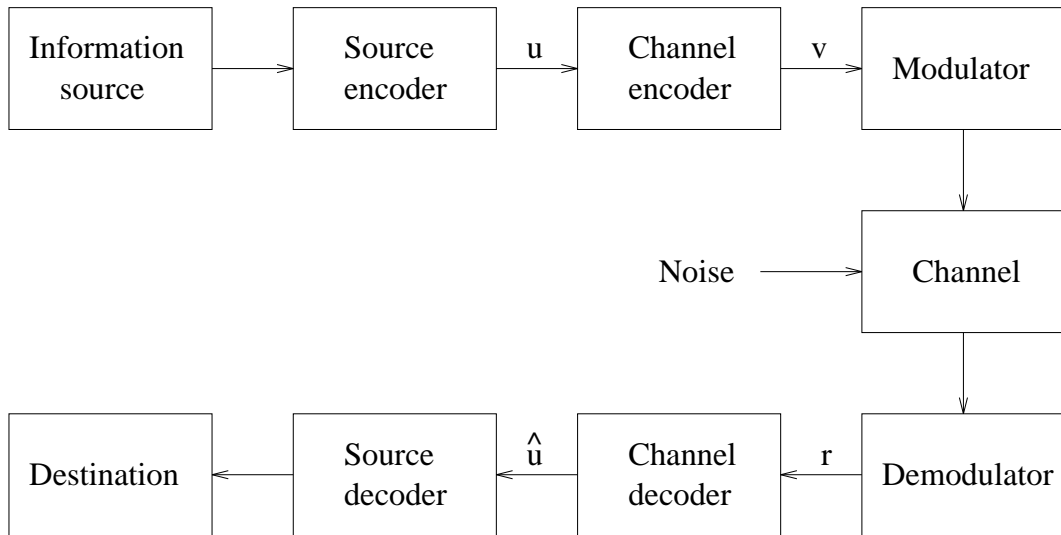 Information
source
Source
encoder
u
Channel
encoder
v
Modulator
Noise
Channel
Destination
Source
decoder
û
Channel
decoder
r
Demodulator